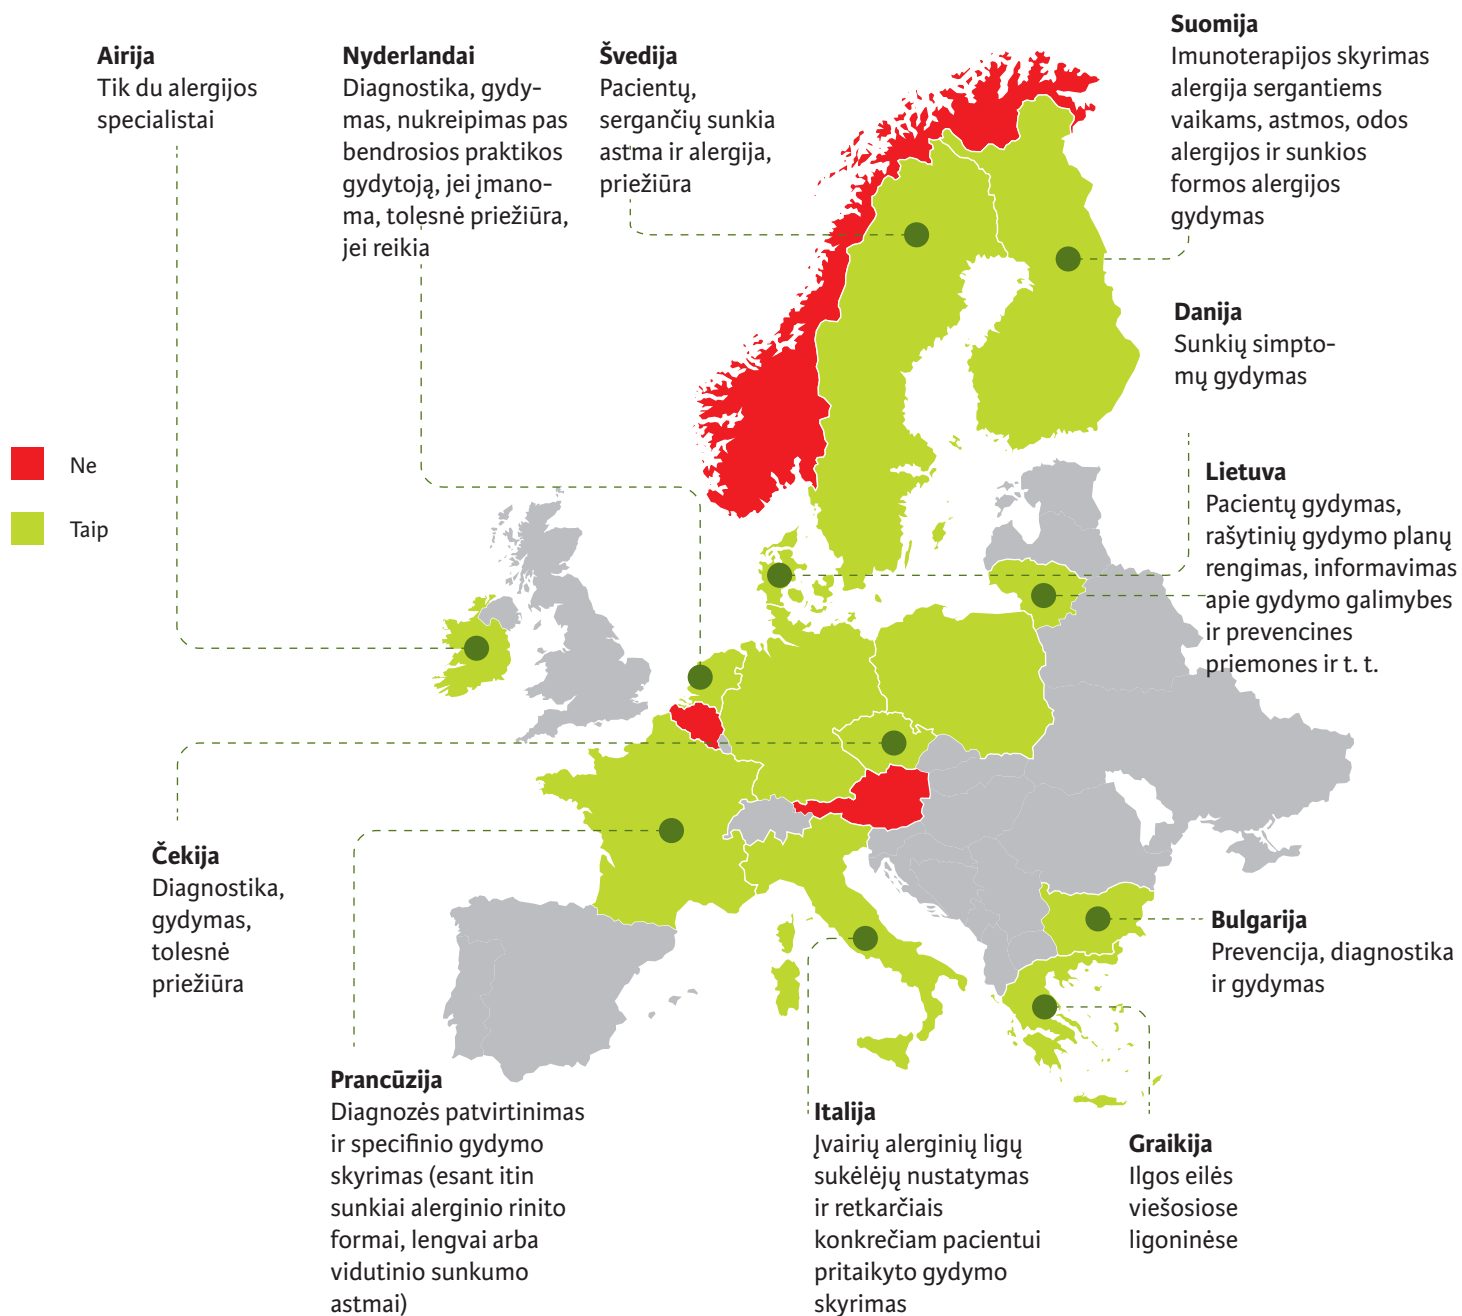 Airija
Tik du alergijos
specialistai
Nyderlandai
Diagnostika, gydy-
mas, nukreipimas pas
bendrosios praktikos
gydytoją, jei įmano-
ma, tolesnė priežiūra,
jei reikia
Švedija
Pacientų,
sergančių sunkia
astma ir alergija,
priežiūra
Suomija
Imunoterapijos skyrimas
alergija sergantiems
vaikams, astmos, odos
alergijos ir sunkios
formos alergijos
gydymas
Danija
Sunkių simpto-
mų gydymas
Ne
Taip
Lietuva
Pacientų gydymas,
rašytinių gydymo planų
rengimas, informavimas
apie gydymo galimybes
ir prevencines
priemones ir t. t.
Čekija
Diagnostika,
gydymas,
tolesnė
priežiūra
Bulgarija
Prevencija, diagnostika
ir gydymas
Prancūzija
Diagnozės patvirtinimas
ir specifinio gydymo
skyrimas (esant itin
sunkiai alerginio rinito
formai, lengvai arba
vidutinio sunkumo
astmai)
Italija
Įvairių alerginių ligų
sukėlėjų nustatymas
ir retkarčiais
konkrečiam pacientui
pritaikyto gydymo
skyrimas
Graikija
Ilgos eilės
viešosiose
ligoninėse